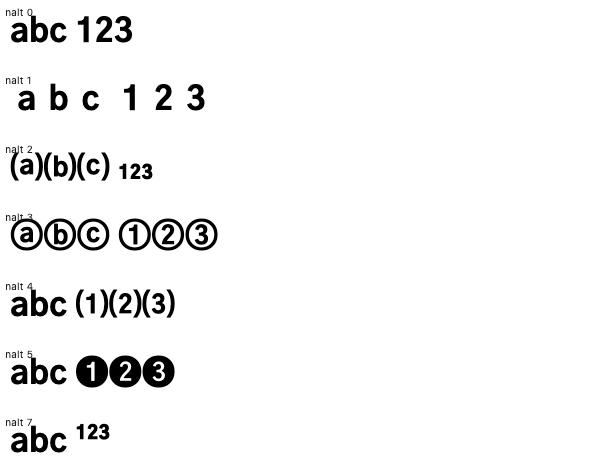 nalt 0
abc 123
nalt 1
a b c 1 2 3
nalt 2
(a)(b)(c) 123
nalt 3
ⓐⓑⓒ ①②③
nalt 4
abc (1)(2)(3)
nalt 5
abc ❶❷❸
nalt 7
abc ¹²³